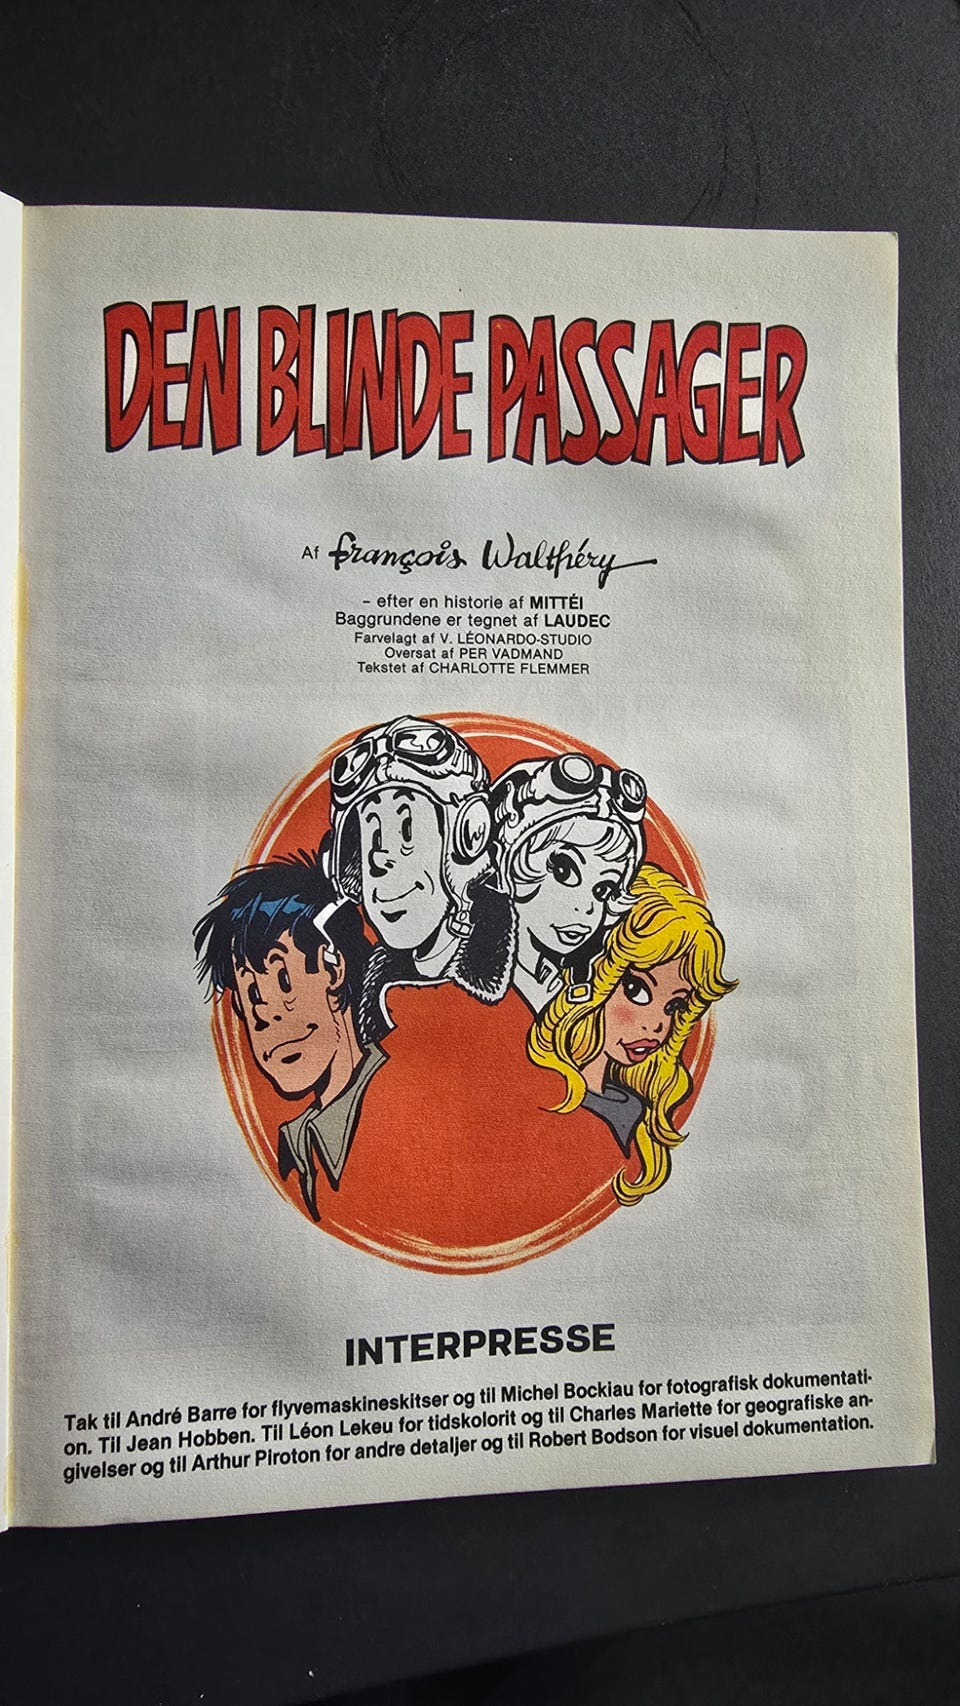 DEN BLINDE PASSAGER
Af François Walthéry
– efter en historie af MITTÉI
Baggrundene er tegnet af LAUDEC
Farvelagt af V. LÉONARDO-STUDIO
Oversat af PER VADMAND
Tekstet af CHARLOTTE FLEMMER
INTERPRESSE
Tak til André Barre for flyvemaskineskitser og til Michel Bockiau for fotografisk dokumentati-
on. Til Jean Hobben. Til Léon Lekeu for tidskolorit og til Charles Mariette for geografiske an-
givelser og til Arthur Piroton for andre detaljer og til Robert Bodson for visuel dokumentation.